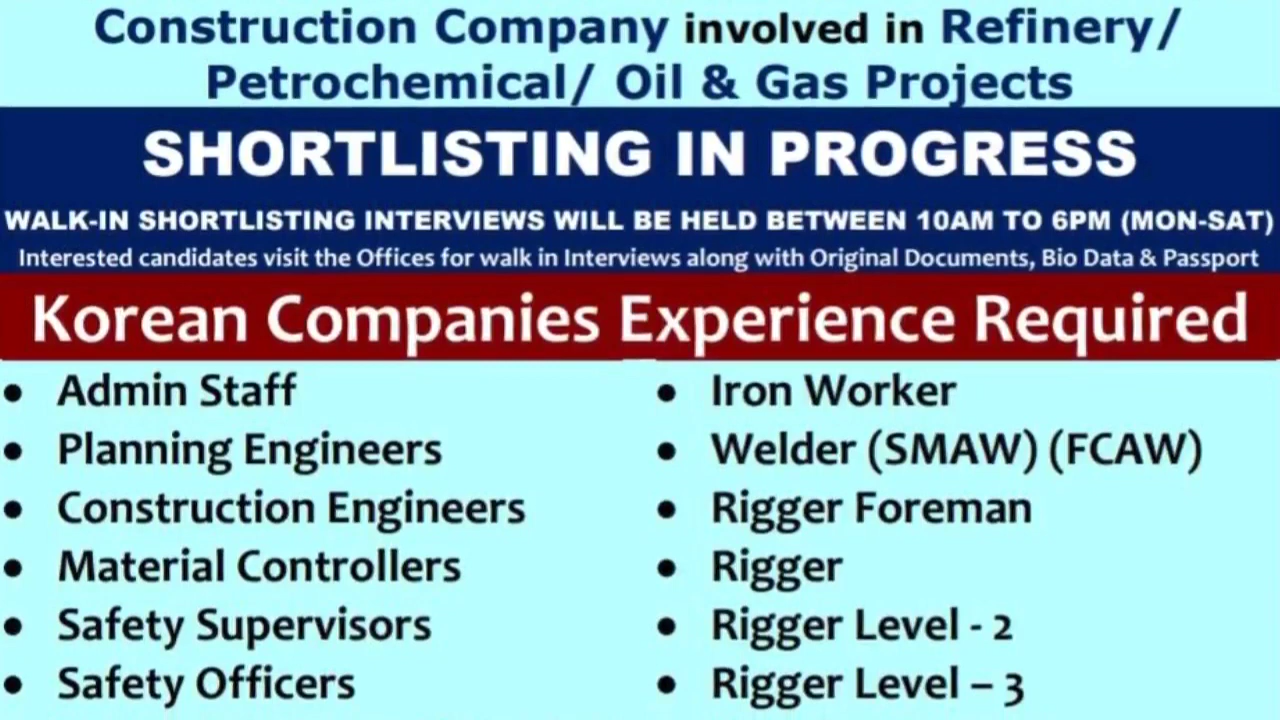 Construction Company involved in Refinery/
Petrochemical/ Oil & Gas Projects
SHORTLISTING IN PROGRESS
WALK-IN SHORTLISTING INTERVIEWS WILL BE HELD BETWEEN 10AM TO 6PM (MON-SAT)
Interested candidates visit the Offices for walk in Interviews along with Original Documents, Bio Data & Passport
Korean Companies Experience Required
• Admin Staff
• Planning Engineers
• Construction Engineers
• Material Controllers
• Safety Supervisors
• Safety Officers
• Iron Worker
• Welder (SMAW) (FCAW)
• Rigger Foreman
• Rigger
• Rigger Level - 2
• Rigger Level – 3